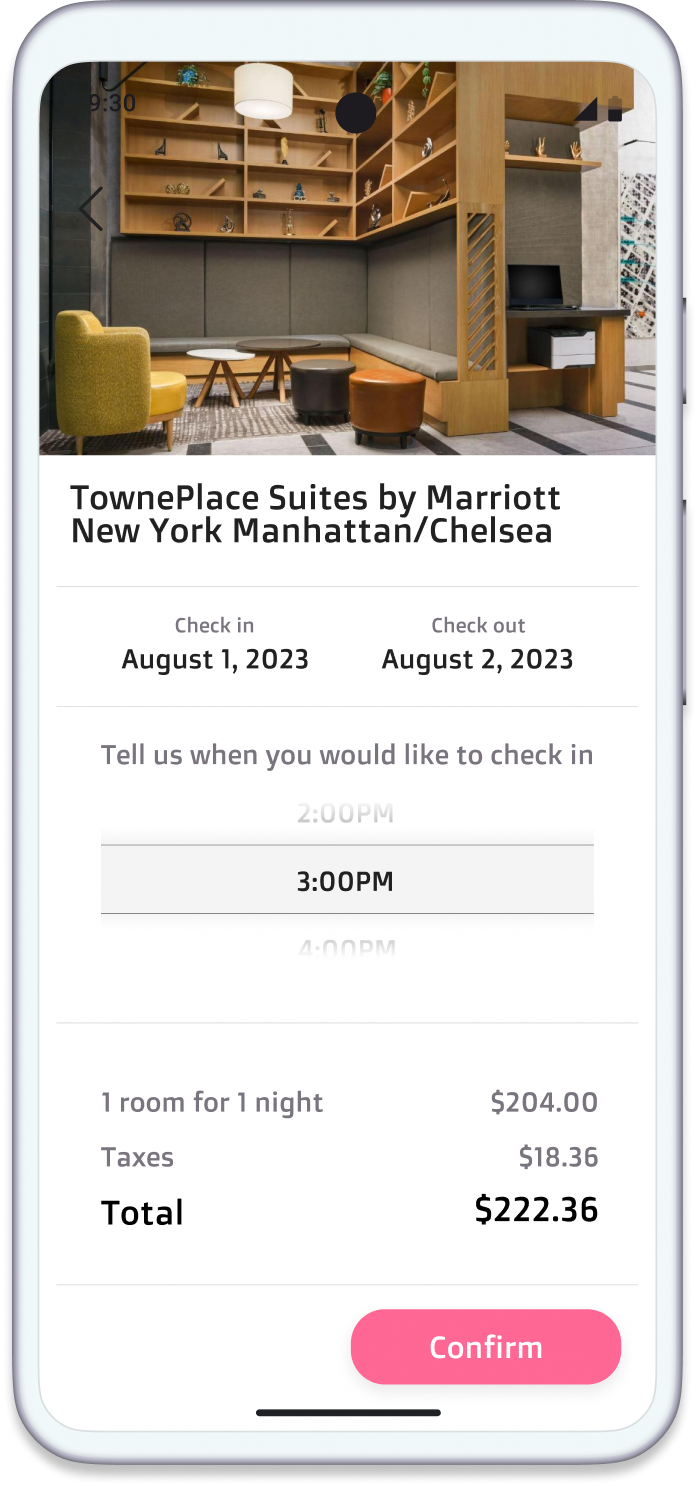 9:30
TownePlace Suites by Marriott
New York Manhattan/Chelsea
Check in
Check out
August 1, 2023
August 2, 2023
Tell us when you would like to check in
2:00PM
3:00PM
4:00PM
1 room for 1 night
$204.00
Taxes
$18.36
Total
$222.36
Confirm